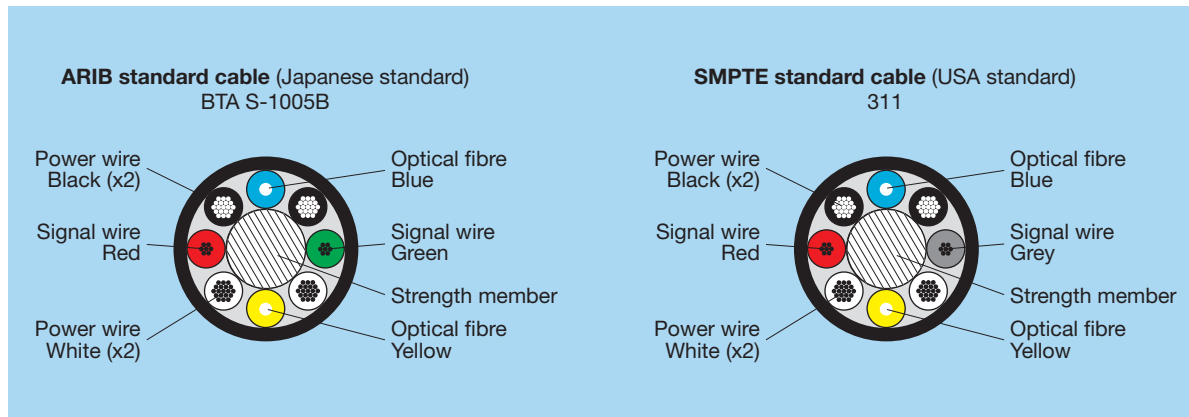 ARIB standard cable (Japanese standard)
BTA S-1005B
Power wire
Black (x2)
Optical fibre
Blue
Signal wire
Red
Signal wire
Green
Strength member
Power wire
White (x2)
Optical fibre
Yellow
SMPTE standard cable (USA standard)
311
Power wire
Black (x2)
Optical fibre
Blue
Signal wire
Red
Signal wire
Grey
Strength member
Power wire
White (x2)
Optical fibre
Yellow